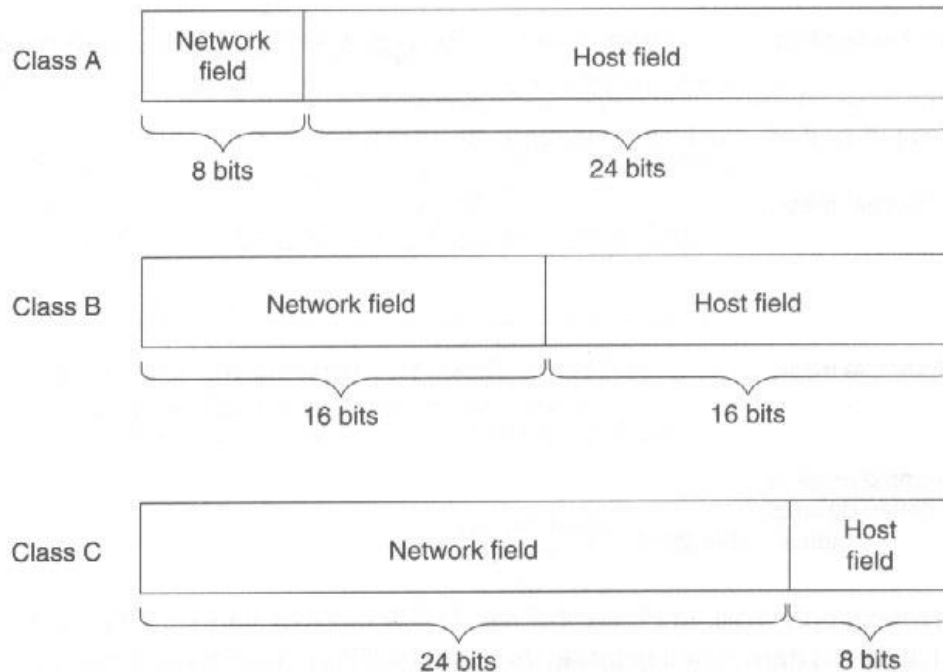 Class A
Network
field
Host field
8 bits
24 bits
Class B
Network field
Host field
16 bits
16 bits
Class C
Network field
Host
field
24 bits
8 bits